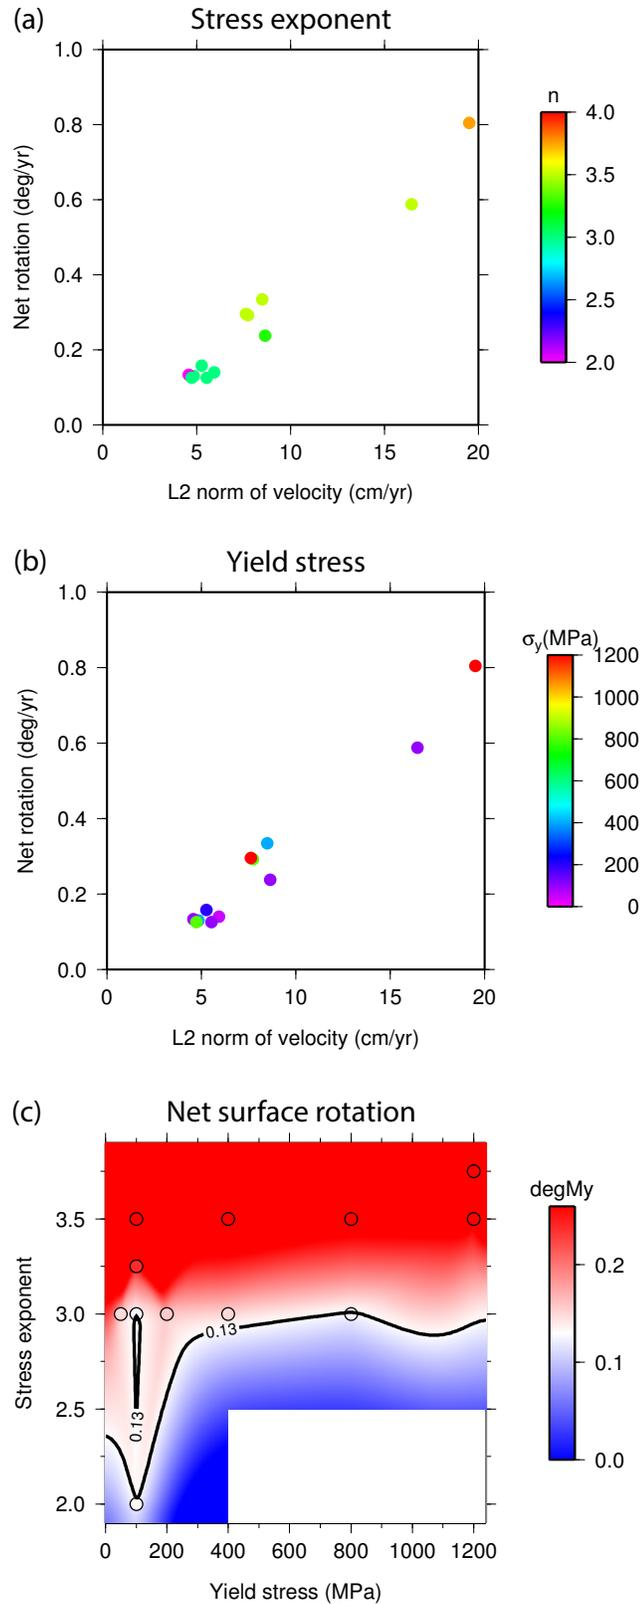 (a)
Stress exponent
1.0
0.8
0.6
0.4
0.2
0.0
Net rotation (deg/yr)
0 5 10 15 20
L2 norm of velocity (cm/yr)
n
4.0
3.5
3.0
2.5
2.0
(b)
Yield stress
1.0
0.8
0.6
0.4
0.2
0.0
Net rotation (deg/yr)
0 5 10 15 20
L2 norm of velocity (cm/yr)
σy(MPa)
1200
1000
800
600
400
200
0
(c)
Net surface rotation
3.5
3.0
2.5
2.0
Stress exponent
0.13
0.13
0 200 400 600 800 1000 1200
Yield stress (MPa)
degMy
0.2
0.1
0.0